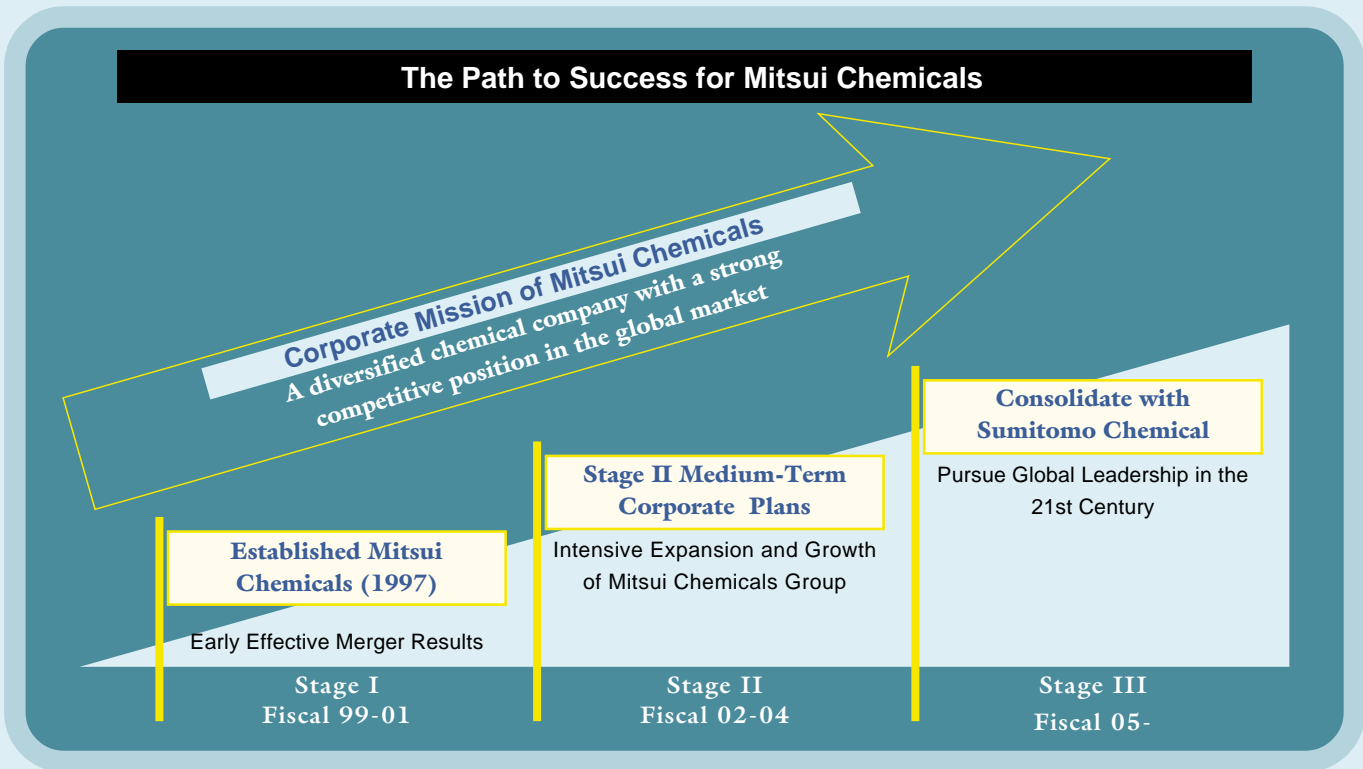 The Path to Success for Mitsui Chemicals
Corporate Mission of Mitsui Chemicals
A diversified chemical company with a strong
competitive position in the global market
Established Mitsui
Chemicals (1997)
Early Effective Merger Results
Stage I
Fiscal 99-01
Stage II Medium-Term
Corporate Plans
Intensive Expansion and Growth
of Mitsui Chemicals Group
Stage II
Fiscal 02-04
Consolidate with
Sumitomo Chemical
Pursue Global Leadership in the
21st Century
Stage III
Fiscal 05-